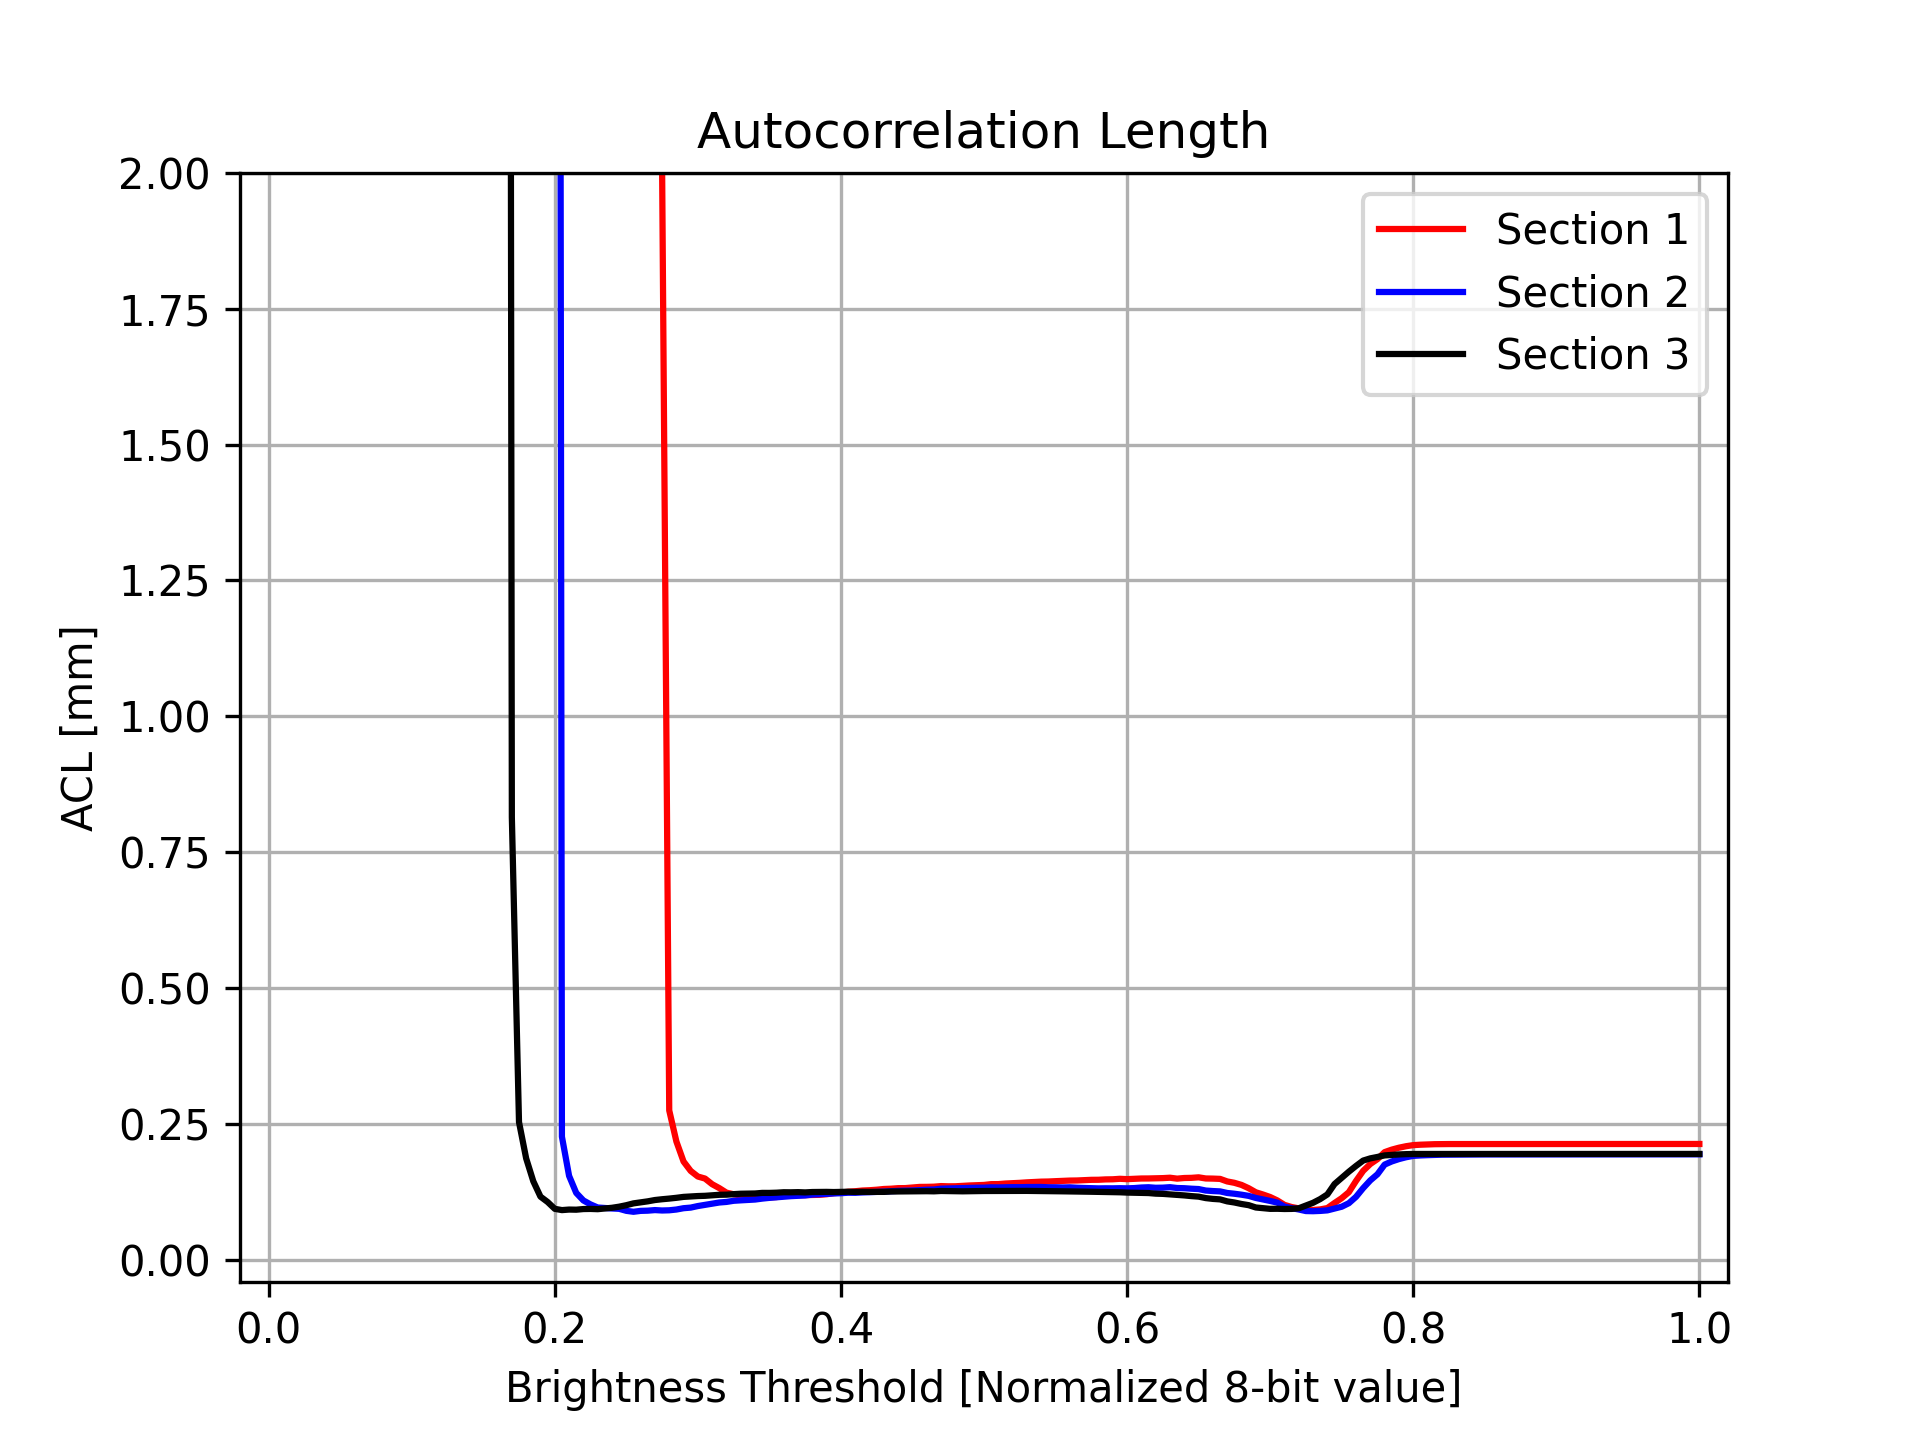 Autocorrelation Length
2.00
1.75
1.50
1.25
1.00
0.75
0.50
0.25
0.00
ACL [mm]
Section 1
Section 2
Section 3
0.0 0.2 0.4 0.6 0.8 1.0
Brightness Threshold [Normalized 8-bit value]